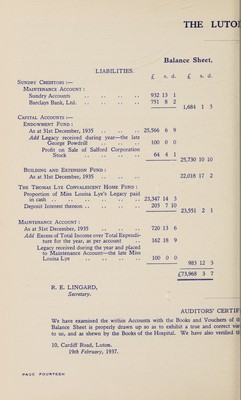 THE LUTO
Balance Sheet,
LIABILITIES.
£ s. d. £ s. d.
SUNDRY CREDITORS :—
MAINTENANCE ACCOUNT :
Sundry Accounts .. .. .. .. 932 13 1
Barclays Bank, Ltd. .. .. .. .. 751 8 2
1,684 1 3
CAPITAL ACCOUNTS :—
ENDOWMENT FUND :
As at 31st December, 1935 .. .. .. 25,566 6 9
Add Legacy received during year—the late
George Powdrill .. .. .. 100 0 0
Profit on Sale of Salford Corporation
Stock .. .. .. .. 64 4 1
25,730 10 10
BUILDING AND EXTENSION FUND :
As at 31st December, 1935 .. .. .. 22,018 17 2
THE THOMAS LYE CONVALESCENT HOME FUND :
Proportion of Miss Louina Lye's Legacy paid
in cash .. .. .. .. .. 23,347 14 3
Deposit Interest thereon .. .. .. .. 203 7 10
23,551 2 1
MAINTENANCE ACCOUNT :
As at 31st December, 1935 .. .. .. 720 13 6
Add Excess of Total Income over Total Expendi-
ture for the year, as per account .. 162 18 9
Legacy received during the year and placed
to Maintenance Account—the late Miss
Louina Lye .. .. .. .. 100 0 0
983 12 3
£73,968 3 7
R. E. LINGARD,
Secretary.
AUDITORS' CERTIF
We have examined the within Accounts with the Books and Vouchers of th
Balance Sheet is properly drawn up so as to exhibit a true and correct vie
to us, and as shewn by the Books of the Hospital. We have also verified th
10, Cardiff Road, Luton.
19th February, 1937.
PAGE FOURTEEN